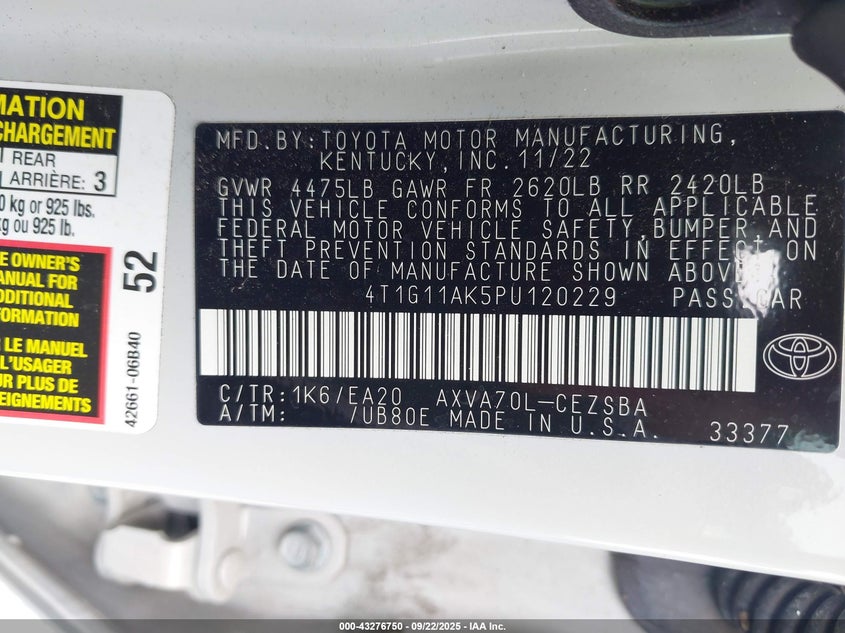 MATION
CHARGEMENT
REAR
ARRIÈRE: 3
0 kg or 925 lbs.
kg ou 925 lb.
E OWNER'S
MANUAL FOR
DDITIONAL
FORMATION
R LE MANUEL
L'USAGER
UR PLUS DE
SEIGNEMENTS
52
42661-06B40
MFD.BY:TOYOTA MOTOR MANUFACTURING,
KENTUCKY,INC.11/22
GVWR 4475LB GAWR FR 2620LB RR 2420LB
THIS VEHICLE CONFORMS TO ALL APPLICABLE
FEDERAL MOTOR VEHICLE SAFETY,BUMPER,AND
THEFT PREVENTION STANDARDS IN EFFECT ON
THE DATE OF MANUFACTURE SHOWN ABOVE.
4T1G11AK5PU120229 PASS.CAR
C/TR:1K6/EA20 AXVA70L-CEZSBA
A/TM: /UB80E MADE IN U.S.A. 33377
000-43276750 - 09/22/2025 - IAA Inc.